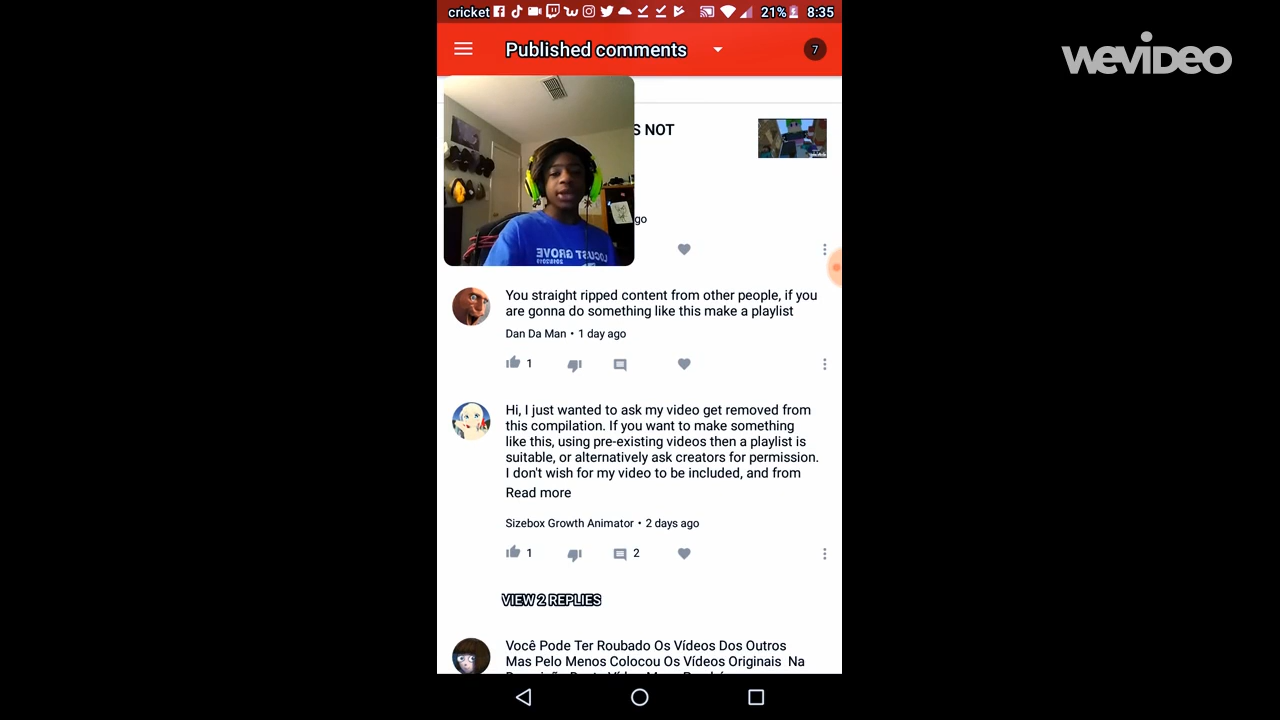 cricket 21% 8:35
Published comments 7
WEVIDEO
S NOT
go
LOCUST GROVE
2018/2019
You straight ripped content from other people, if you
are gonna do something like this make a playlist
Dan Da Man • 1 day ago
1
Hi, I just wanted to ask my video get removed from
this compilation. If you want to make something
like this, using pre-existing videos then a playlist is
suitable, or alternatively ask creators for permission.
I don't wish for my video to be included, and from
Read more
Sizebox Growth Animator • 2 days ago
1 2
VIEW 2 REPLIES
Você Pode Ter Roubado Os Vídeos Dos Outros
Mas Pelo Menos Colocou Os Vídeos Originais Na